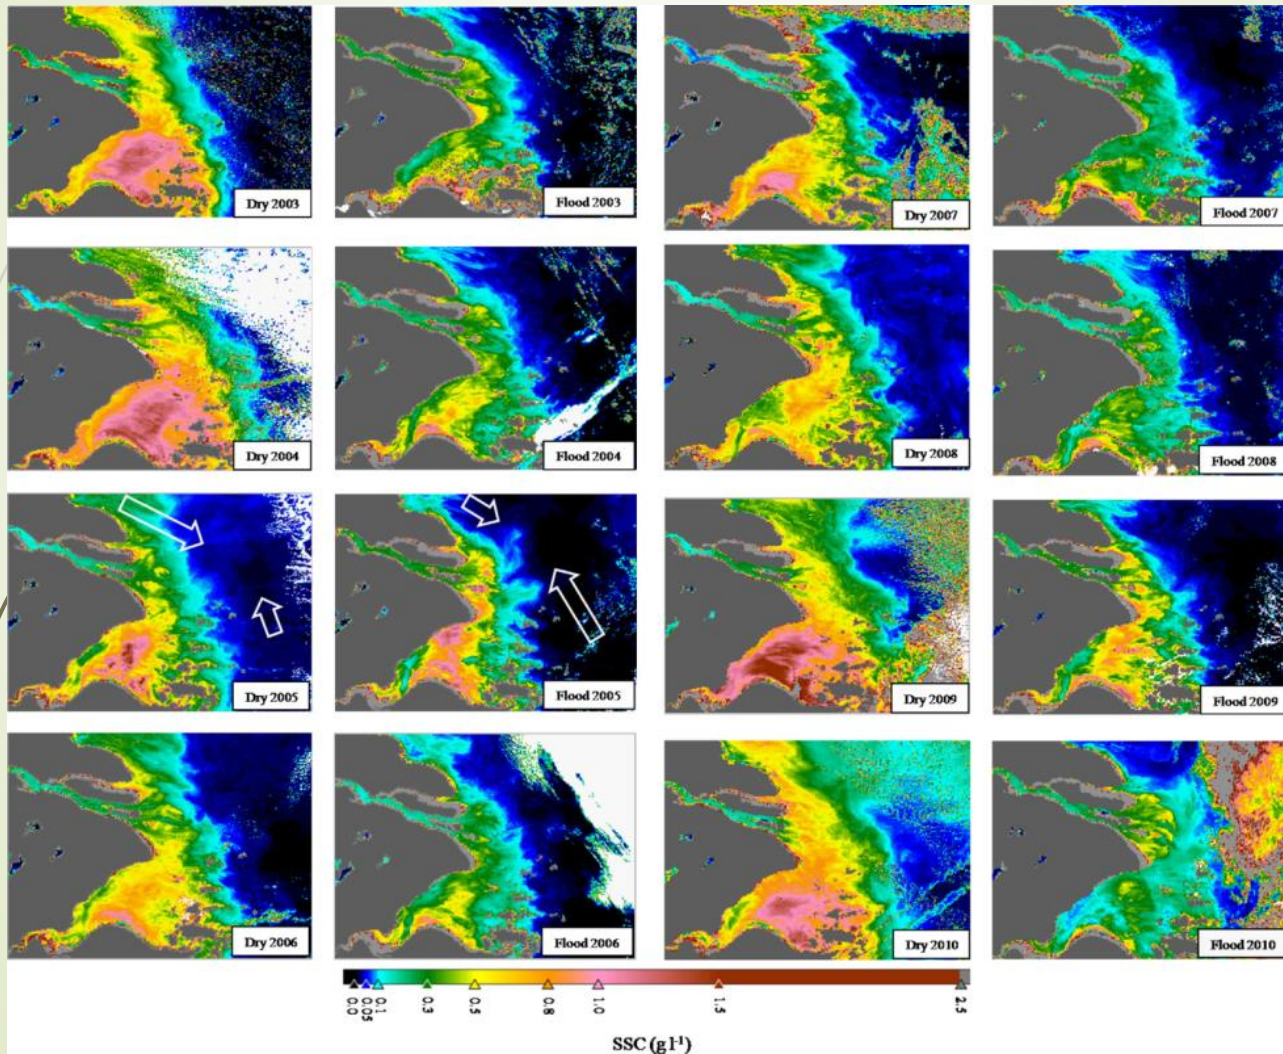 Dry 2003
Flood 2003
Dry 2007
Flood 2007
Dry 2004
Flood 2004
Dry 2008
Flood 2008
Dry 2005
Flood 2005
Dry 2009
Flood 2009
Dry 2006
Flood 2006
Dry 2010
Flood 2010
0.0 0.05 0.1 0.3 0.5 0.8 1.0 1.5 2.5
SSC (g l⁻¹)